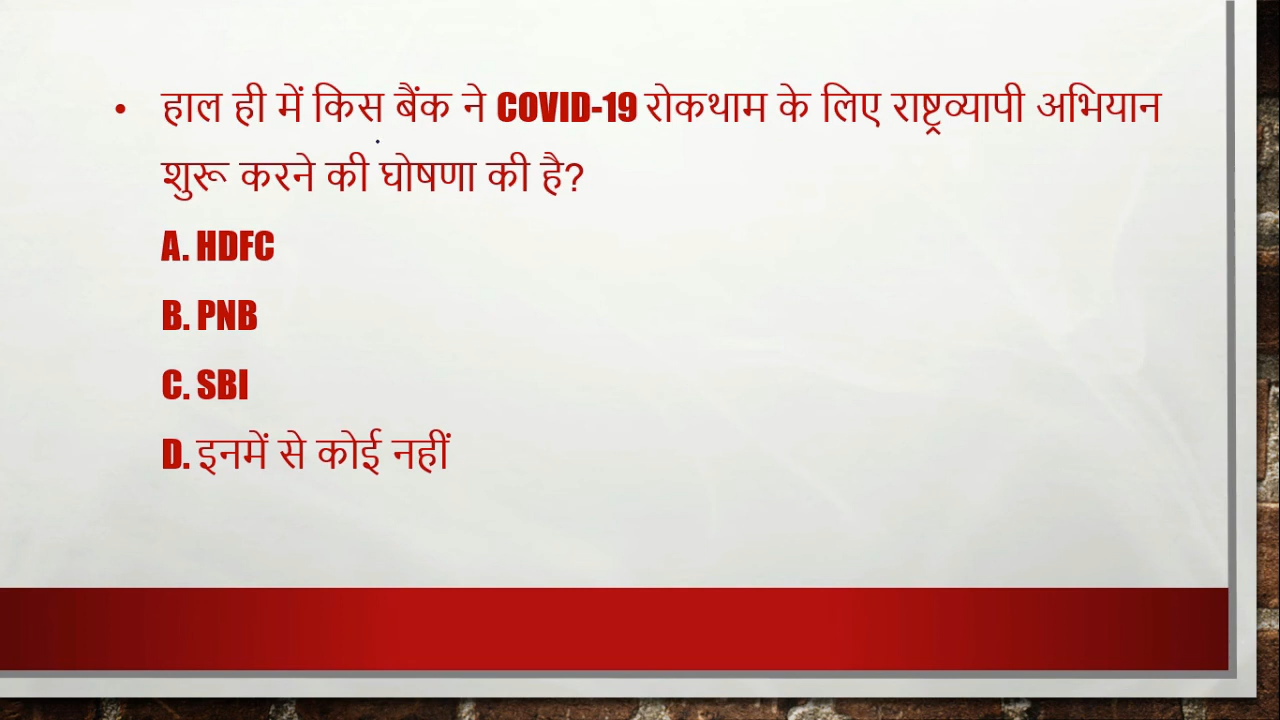 • हाल ही में किस बैंक ने COVID-19 रोकथाम के लिए राष्ट्रव्यापी अभियान
शुरू करने की घोषणा की है?
A. HDFC
B. PNB
C. SBI
D. इनमें से कोई नहीं